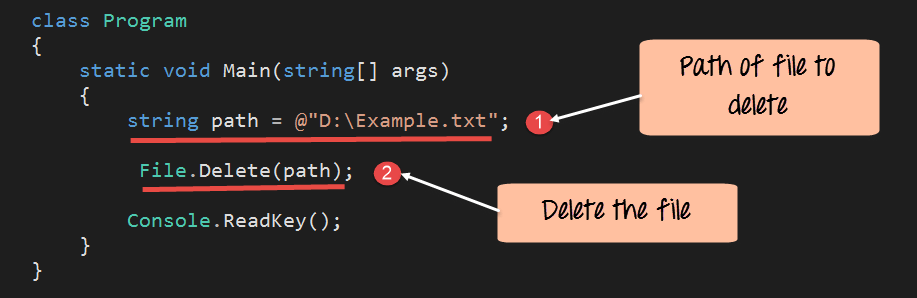 class Program
{
static void Main(string[] args)
{
string path = @"D:\Example.txt"; 1
File.Delete(path); 2
Console.ReadKey();
}
}
Path of file to
delete
Delete the file